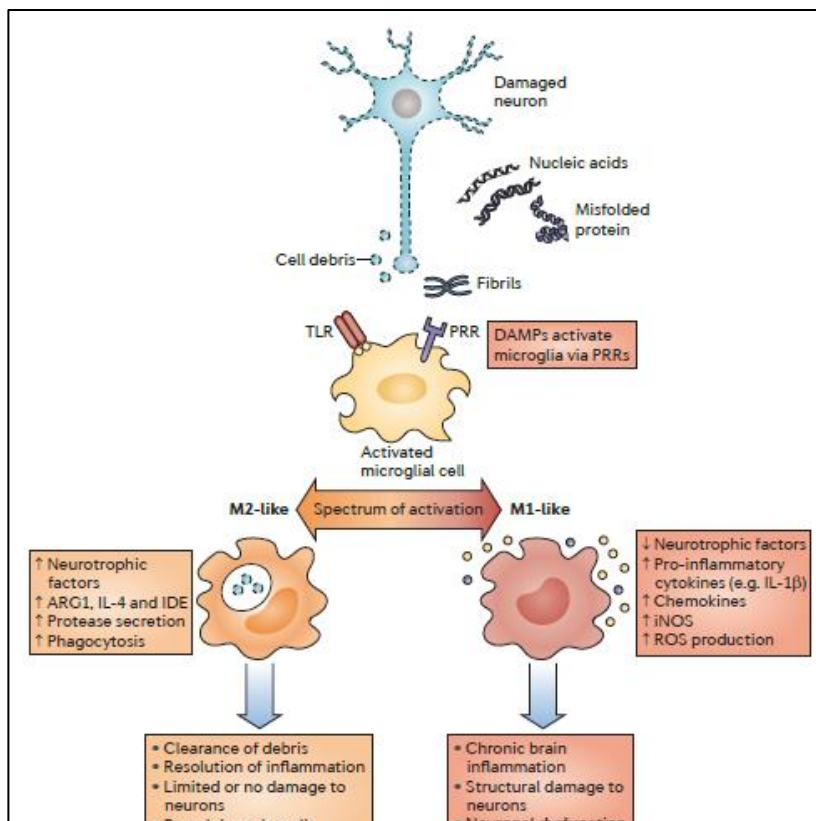 Damaged
neuron
Nucleic acids
Misfolded
protein
Cell debris
Fibrils
TLR
PRR
DAMPs activate
microglia via PRRs
Activated
microglial cell
M2-like
Spectrum of activation
M1-like
↑ Neurotrophic
factors
↑ ARG1, IL-4 and IDE
↑ Protease secretion
↑ Phagocytosis
↓ Neurotrophic factors
↑ Pro-inflammatory
cytokines (e.g. IL-1β)
↑ Chemokines
↑ iNOS
↑ ROS production
• Clearance of debris
• Resolution of inflammation
• Limited or no damage to
neurons
• Chronic brain
inflammation
• Structural damage to
neurons
• Neuronal dysfunction